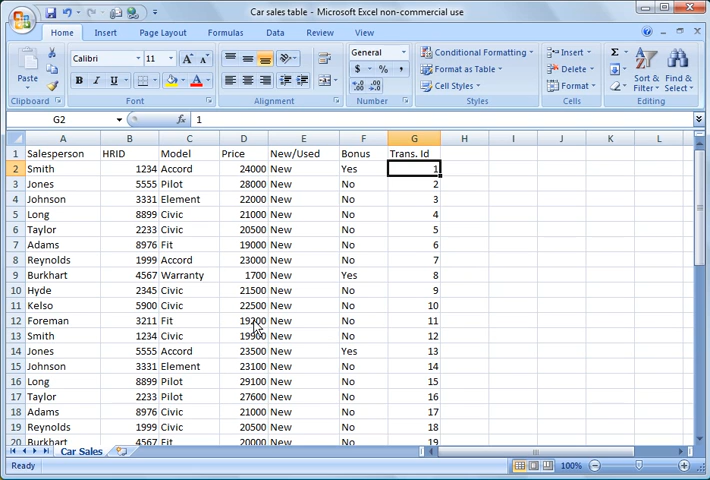 Car sales table - Microsoft Excel non-commercial use
Home Insert Page Layout Formulas Data Review View
Paste
Clipboard
Calibri 11
B I U
Font
Alignment
General
$ % ,
Number
Conditional Formatting
Format as Table
Cell Styles
Styles
Insert
Delete
Format
Cells
Σ
Sort & Filter
Find & Select
Editing
G2 fx 1
A B C D E F G H I J K L
1 Salesperson HRID Model Price New/Used Bonus Trans. Id
2 Smith 1234 Accord 24000 New Yes 1
3 Jones 5555 Pilot 28000 New No 2
4 Johnson 3331 Element 22000 New No 3
5 Long 8899 Civic 21000 New No 4
6 Taylor 2233 Civic 20500 New No 5
7 Adams 8976 Fit 19000 New No 6
8 Reynolds 1999 Accord 23000 New No 7
9 Burkhart 4567 Warranty 1700 New Yes 8
10 Hyde 2345 Civic 21500 New No 9
11 Kelso 5900 Civic 22500 New No 10
12 Foreman 3211 Fit New No 11
13 Smith 1234 Civic New No 12
14 Jones 5555 Accord 23500 New Yes 13
15 Johnson 3331 Element 23100 New No 14
16 Long 8899 Pilot 29100 New No 15
17 Taylor 2233 Pilot 27600 New No 16
18 Adams 8976 Civic 21000 New No 17
19 Reynolds 1999 Civic 20500 New No 18
20 Burkhart 4567 Fit 20000 New No 19
Car Sales
Ready 100%